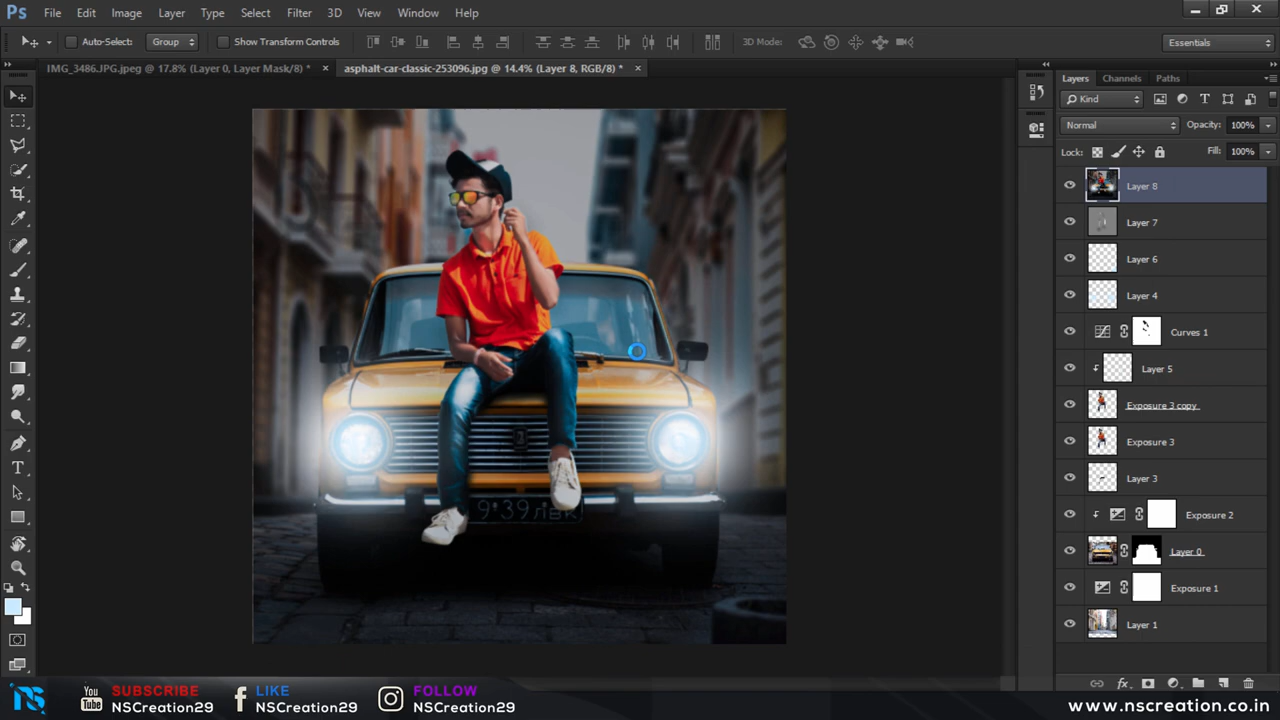 Ps File Edit Image Layer Type Select Filter 3D View Window Help
Auto-Select: Group Show Transform Controls 3D Mode: Essentials
IMG_3486.JPG.jpeg @ 17.8% (Layer 0, Layer Mask/8) * × asphalt-car-classic-253096.jpg @ 14.4% (Layer 8, RGB/8) * ×
Layers Channels Paths
Kind
Normal Opacity: 100%
Lock: Fill: 100%
Layer 8
Layer 7
Layer 6
Layer 4
Curves 1
Layer 5
Exposure 3 copy
Exposure 3
Layer 3
Exposure 2
Layer 0
Exposure 1
Layer 1
fx
NS You Tube SUBSCRIBE NSCreation29 f LIKE NSCreation29 FOLLOW NSCreation29 www.nscreation.co.in